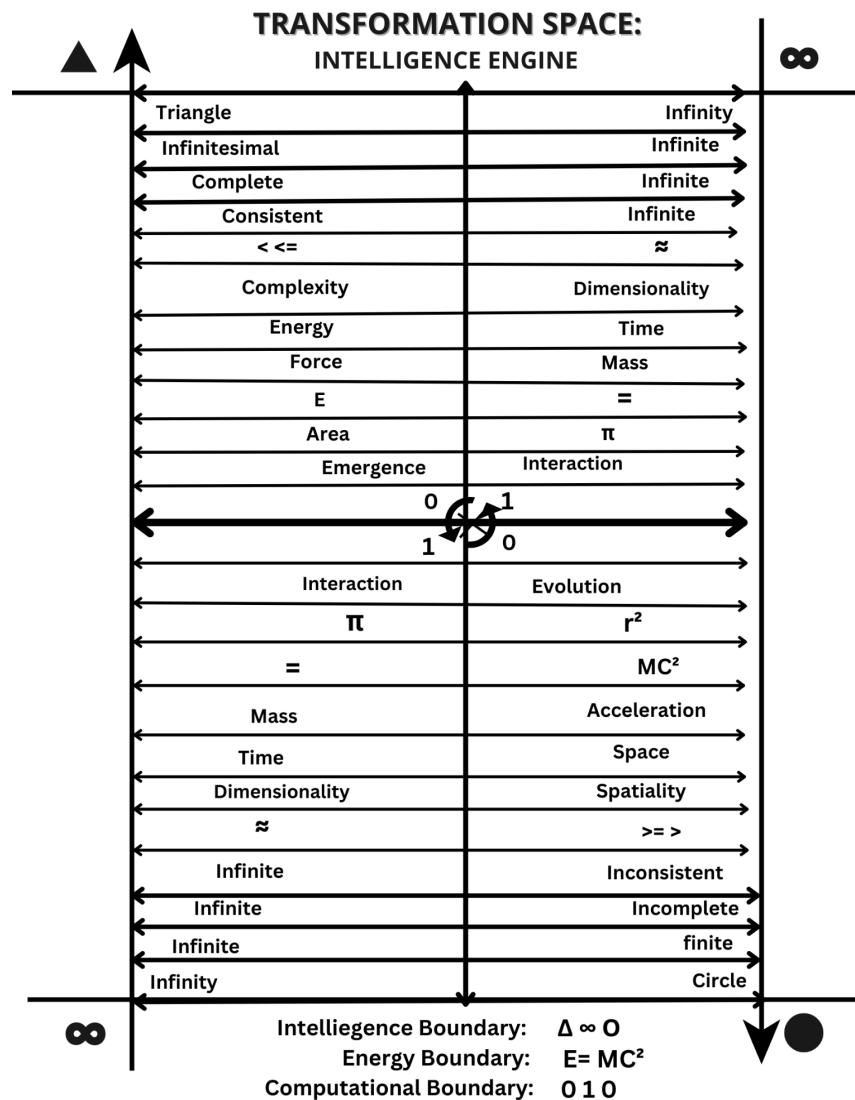 TRANSFORMATION SPACE:
INTELLIGENCE ENGINE
▲ ∞
Triangle Infinity
Infinitesimal Infinite
Complete Infinite
Consistent Infinite
< <= ≈
Complexity Dimensionality
Energy Time
Force Mass
E =
Area π
Emergence Interaction
0 1
1 0
Interaction Evolution
π r²
= MC²
Mass Acceleration
Time Space
Dimensionality Spatiality
≈ >= >
Infinite Inconsistent
Infinite Incomplete
Infinite finite
Infinity Circle
∞ ●
Intelliegence Boundary: Δ ∞ O
Energy Boundary: E= MC²
Computational Boundary: 0 1 0